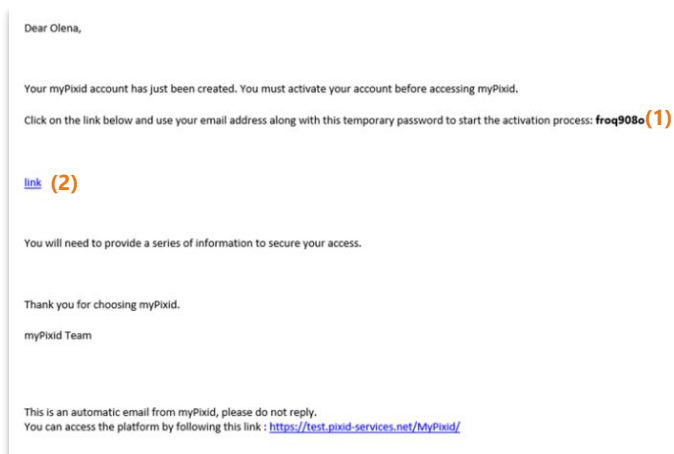 Dear Olena,
Your myPixid account has just been created. You must activate your account before accessing myPixid.
Click on the link below and use your email address along with this temporary password to start the activation process: froq908o(1)
link (2)
You will need to provide a series of information to secure your access.
Thank you for choosing myPixid.
myPixid Team
This is an automatic email from myPixid, please do not reply.
You can access the platform by following this link : https://test.pixid-services.net/MyPixid/